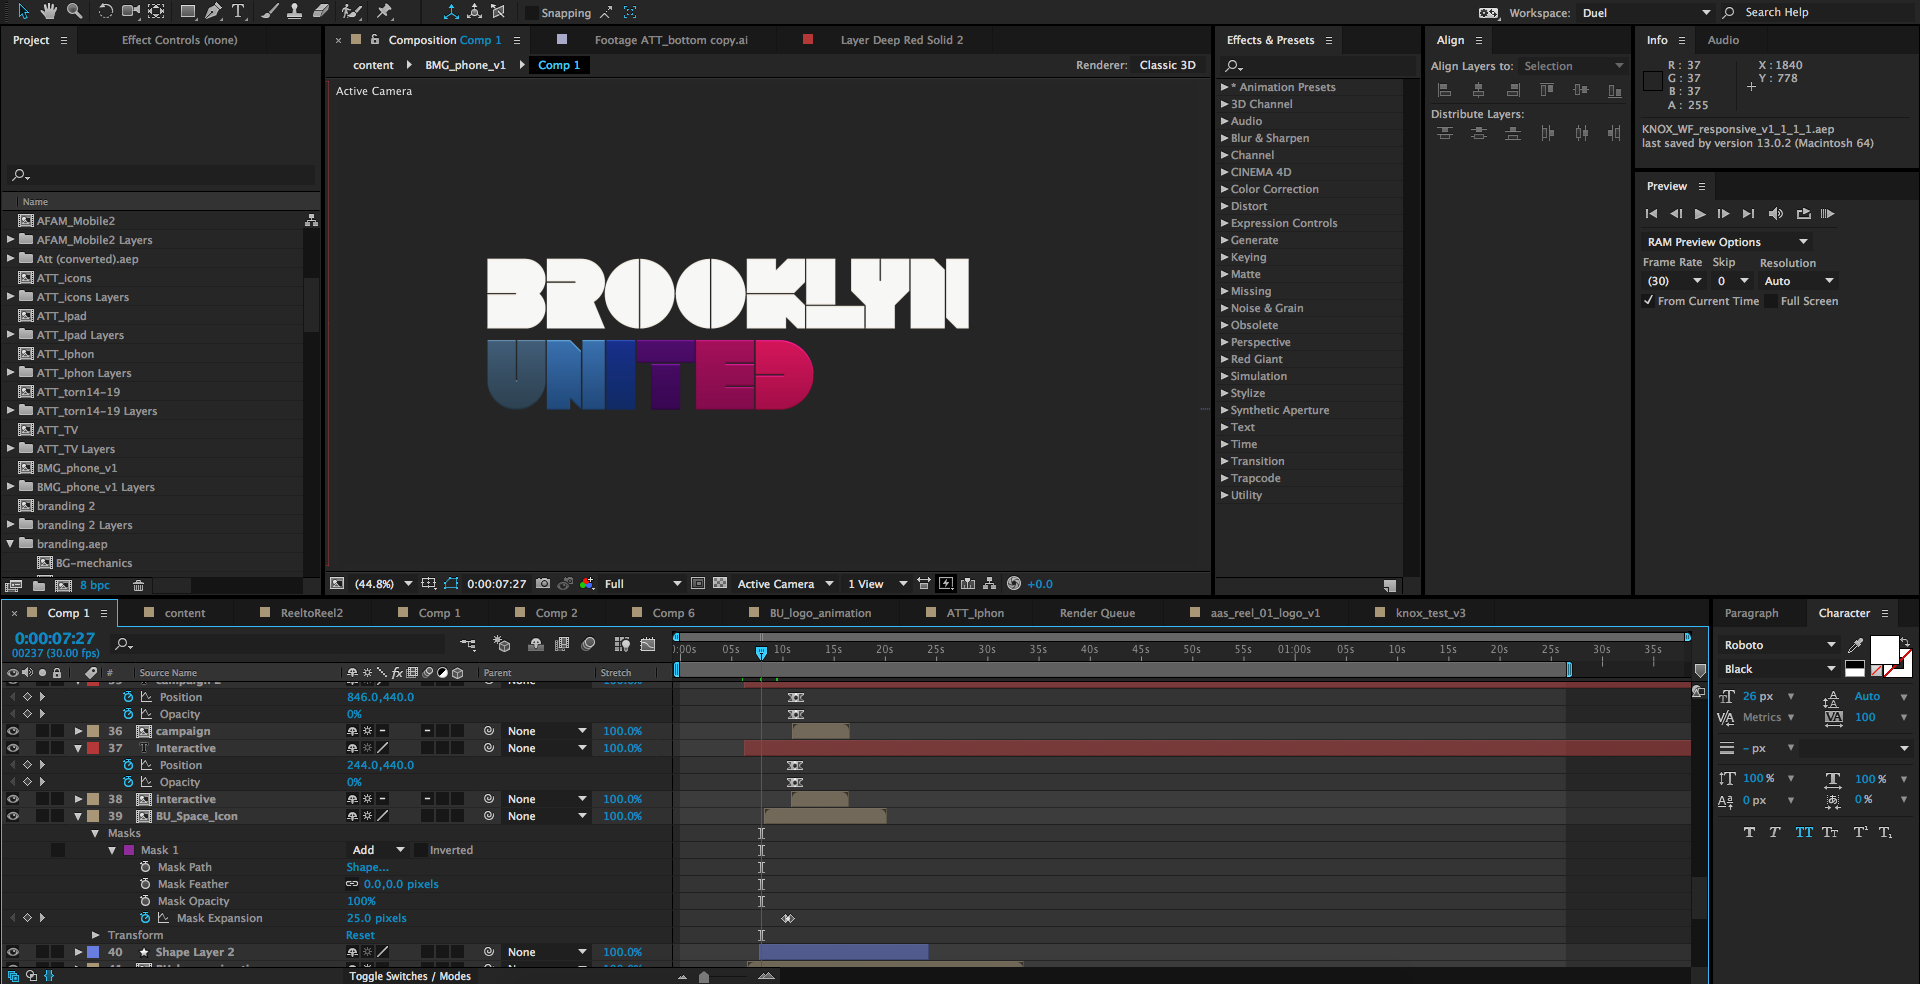 Snapping
Workspace: Duel
Search Help
Project
Effect Controls (none)
Composition Comp 1
Footage ATT_bottom copy.ai
Layer Deep Red Solid 2
content
BMG_phone_v1
Comp 1
Renderer: Classic 3D
Active Camera
BROOKLYN
UNITED
Name
AFAM_Mobile2
AFAM_Mobile2 Layers
Att (converted).aep
ATT_icons
ATT_icons Layers
ATT_Ipad
ATT_Ipad Layers
ATT_Iphon
ATT_Iphon Layers
ATT_torn14-19
ATT_torn14-19 Layers
ATT_TV
ATT_TV Layers
BMG_phone_v1
BMG_phone_v1 Layers
branding 2
branding 2 Layers
branding.aep
BG-mechanics
8 bpc
(44.8%)
0:00:07:27
Full
Active Camera
1 View
+0.0
Effects & Presets
* Animation Presets
3D Channel
Audio
Blur & Sharpen
Channel
CINEMA 4D
Color Correction
Distort
Expression Controls
Generate
Keying
Matte
Missing
Noise & Grain
Obsolete
Perspective
Red Giant
Simulation
Stylize
Synthetic Aperture
Text
Time
Transition
Trapcode
Utility
Align
Align Layers to: Selection
Distribute Layers:
Info
Audio
R : 37
G : 37
B : 37
A : 255
X : 1840
Y : 778
KNOX_WF_responsive_v1_1_1_1.aep
last saved by version 13.0.2 (Macintosh 64)
Preview
RAM Preview Options
Frame Rate Skip Resolution
(30) 0 Auto
From Current Time Full Screen
Comp 1
content
ReeltoReel2
Comp 1
Comp 2
Comp 6
BU_logo_animation
ATT_Iphon
Render Queue
aas_reel_01_logo_v1
knox_test_v3
0:00:07:27
00237 (30.00 fps)
):00s 05s 10s 15s 20s 25s 30s 35s 40s 45s 50s 55s 01:00s 05s 10s 15s 20s 25s 30s 35s
# Source Name fx Parent Stretch
Position 846.0,440.0
Opacity 0%
36 campaign None 100.0%
37 T Interactive None 100.0%
Position 244.0,440.0
Opacity 0%
38 interactive None 100.0%
39 BU_Space_Icon None 100.0%
Masks
Mask 1 Add Inverted
Mask Path Shape...
Mask Feather 0.0,0.0 pixels
Mask Opacity 100%
Mask Expansion 25.0 pixels
Transform Reset
40 Shape Layer 2 None 100.0%
Toggle Switches / Modes
Paragraph
Character
Roboto
Black
26 px Auto
Metrics 100
- px
100 % 100 %
0 px 0 %
T T TT Tт T¹ T₁